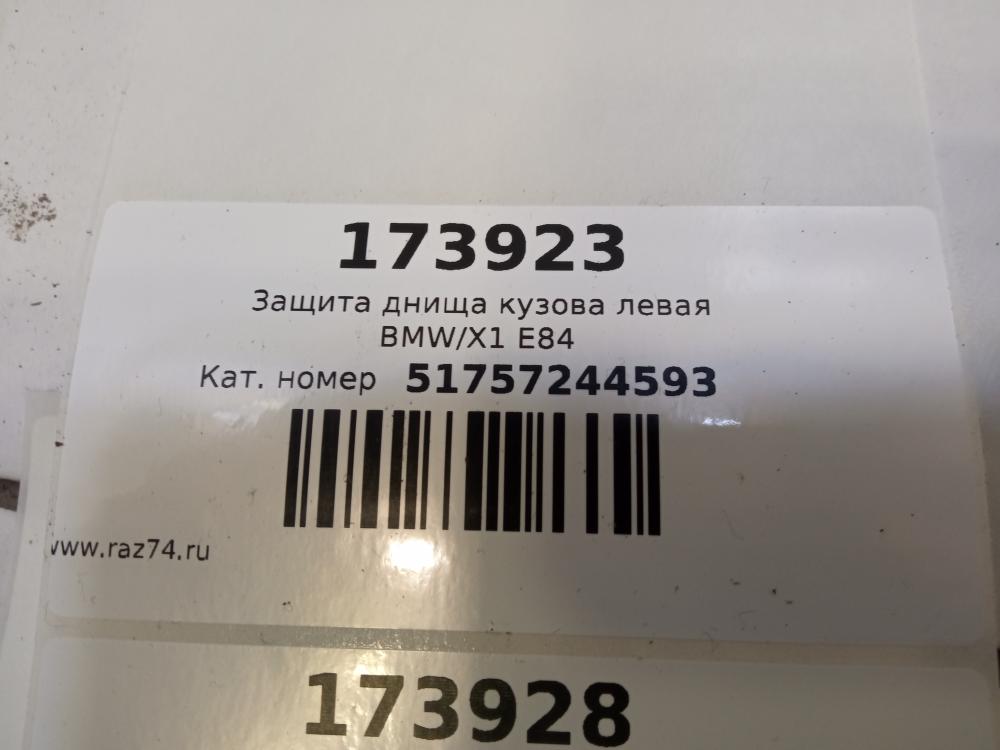 173923
Защита днища кузова левая
BMW/X1 E84
Кат. номер 51757244593
www.raz74.ru
173928